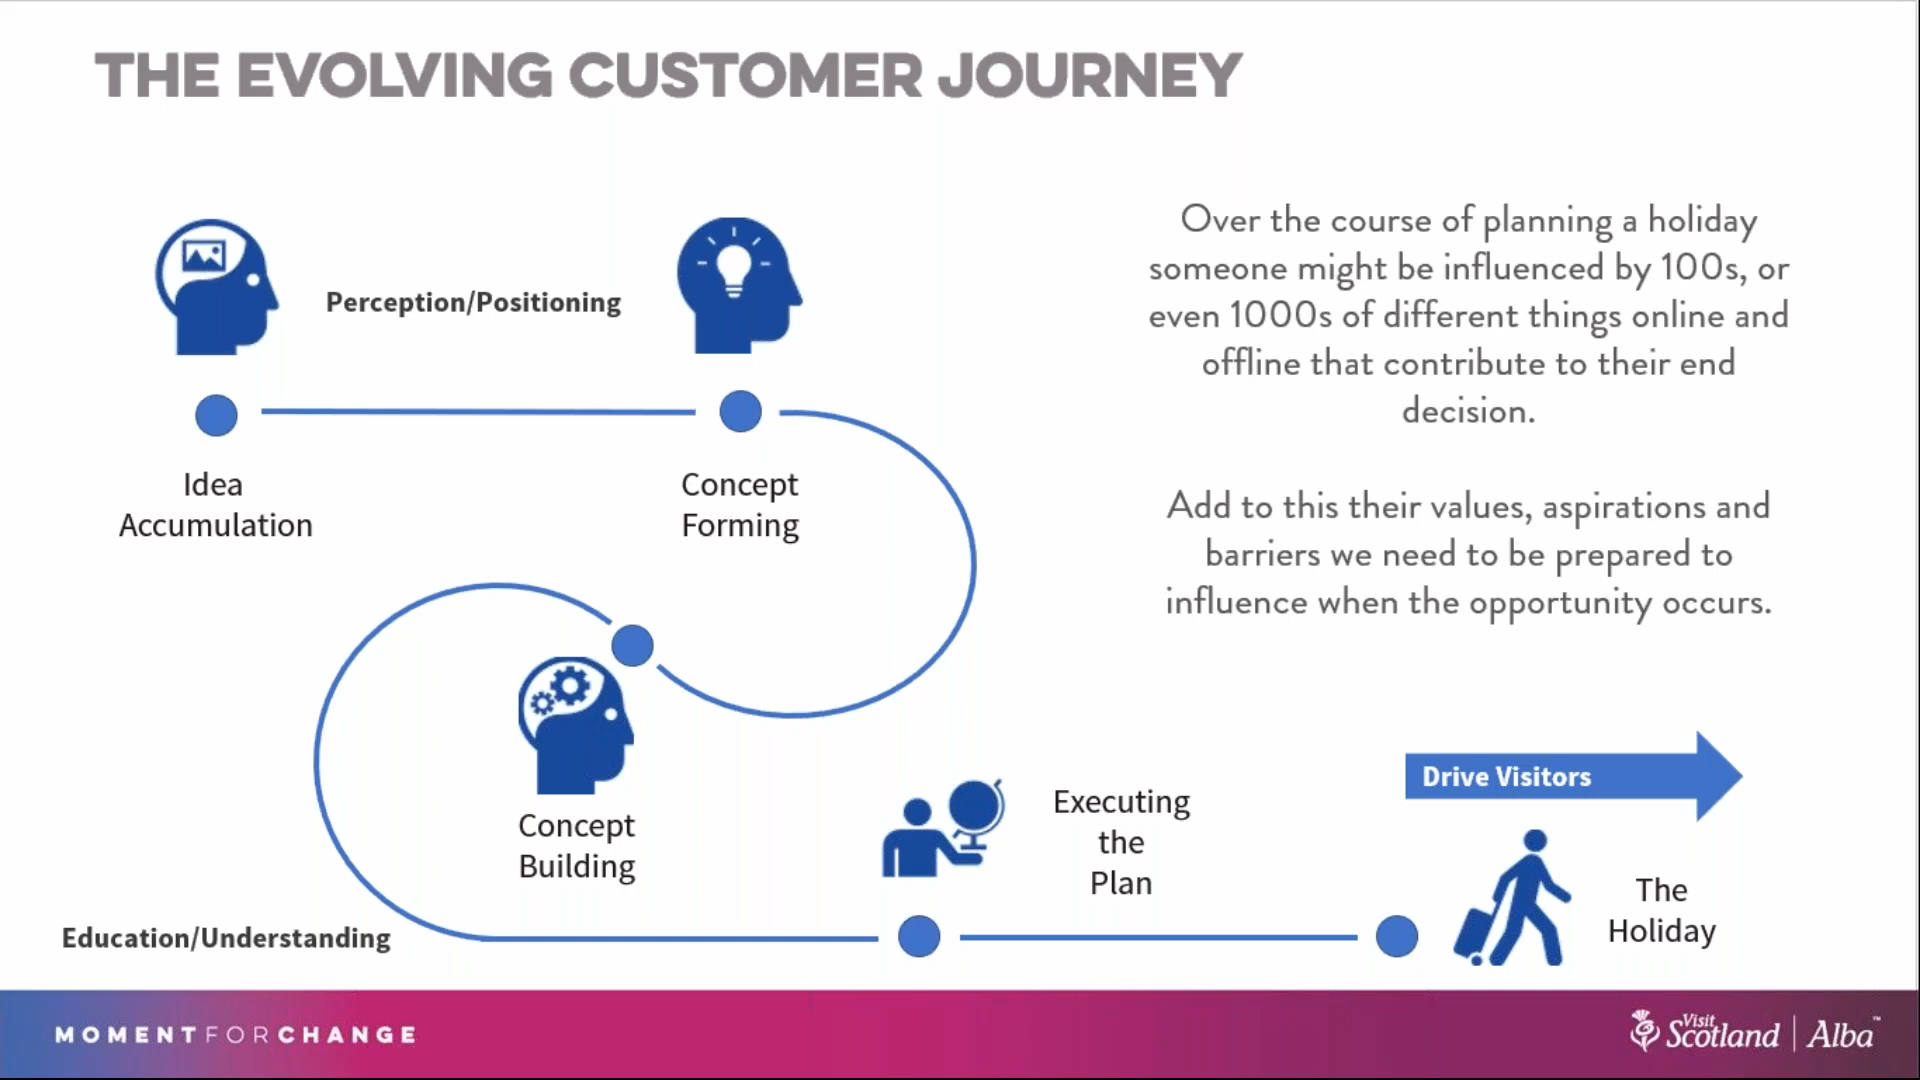 THE EVOLVING CUSTOMER JOURNEY
Perception/Positioning
Idea
Accumulation
Concept
Forming
Over the course of planning a holiday
someone might be influenced by 100s, or
even 1000s of different things online and
offline that contribute to their end
decision.
Add to this their values, aspirations and
barriers we need to be prepared to
influence when the opportunity occurs.
Concept
Building
Education/Understanding
Executing
the
Plan
Drive Visitors
The
Holiday
MOMENTFORCHANGE
Visit
Scotland | Alba™